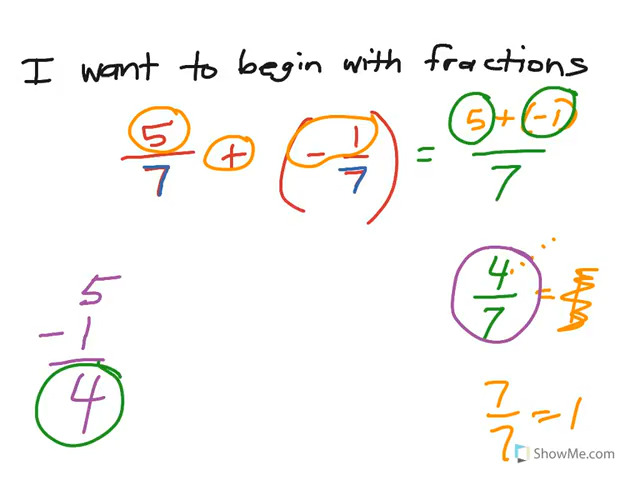 I want to begin with fractions
5/7 + (-1/7) = 5 + (-1)/7
4/7 =
5
- 1
4
7/7 = 1
ShowMe.com